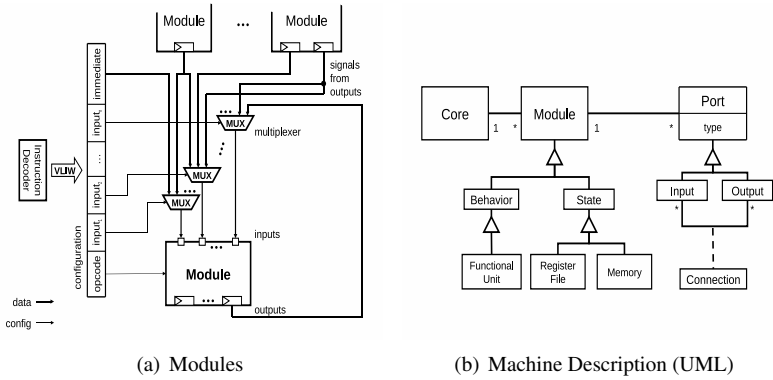 Module
...
Module
signals
from
outputs
immediate
input,
...
input,
input,
opcode
configuration
Instruction
Decoder
VLIW
...
MUX
multiplexer
...
...
MUX
...
MUX
inputs
...
Module
...
outputs
data
config
(a) Modules
Core
1
*
Module
1
*
Port
type
Behavior
State
Input
Output
*
*
Functional
Unit
Register
File
Memory
Connection
(b) Machine Description (UML)